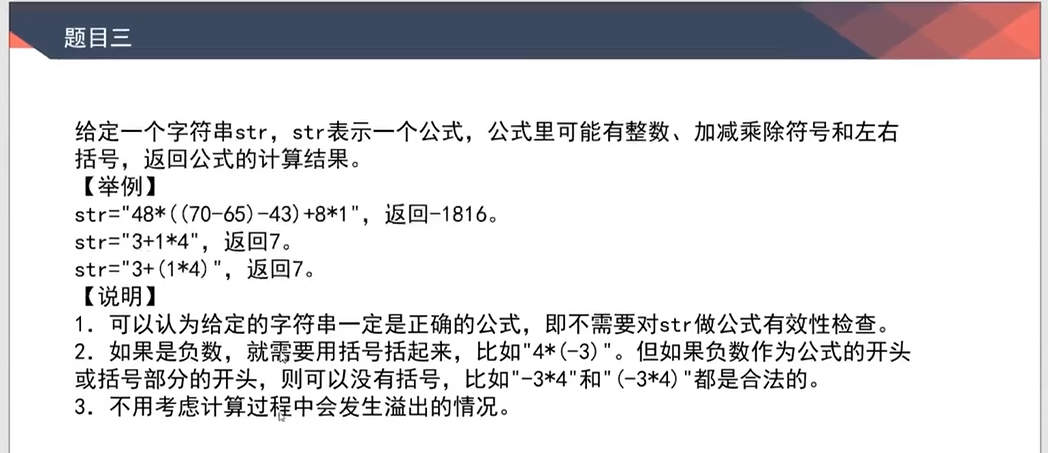 题目三
给定一个字符串str，str表示一个公式，公式里可能有整数、加减乘除符号和左右
括号，返回公式的计算结果。
【举例】
str="48*((70-65)-43)+8*1"，返回-1816。
str="3+1*4"，返回7。
str="3+(1*4)"，返回7。
【说明】
1．可以认为给定的字符串一定是正确的公式，即不需要对str做公式有效性检查。
2．如果是负数，就需要用括号括起来，比如"4*(-3)"。但如果负数作为公式的开头
或括号部分的开头，则可以没有括号，比如"-3*4"和"(-3*4)"都是合法的。
3．不用考虑计算过程中会发生溢出的情况。